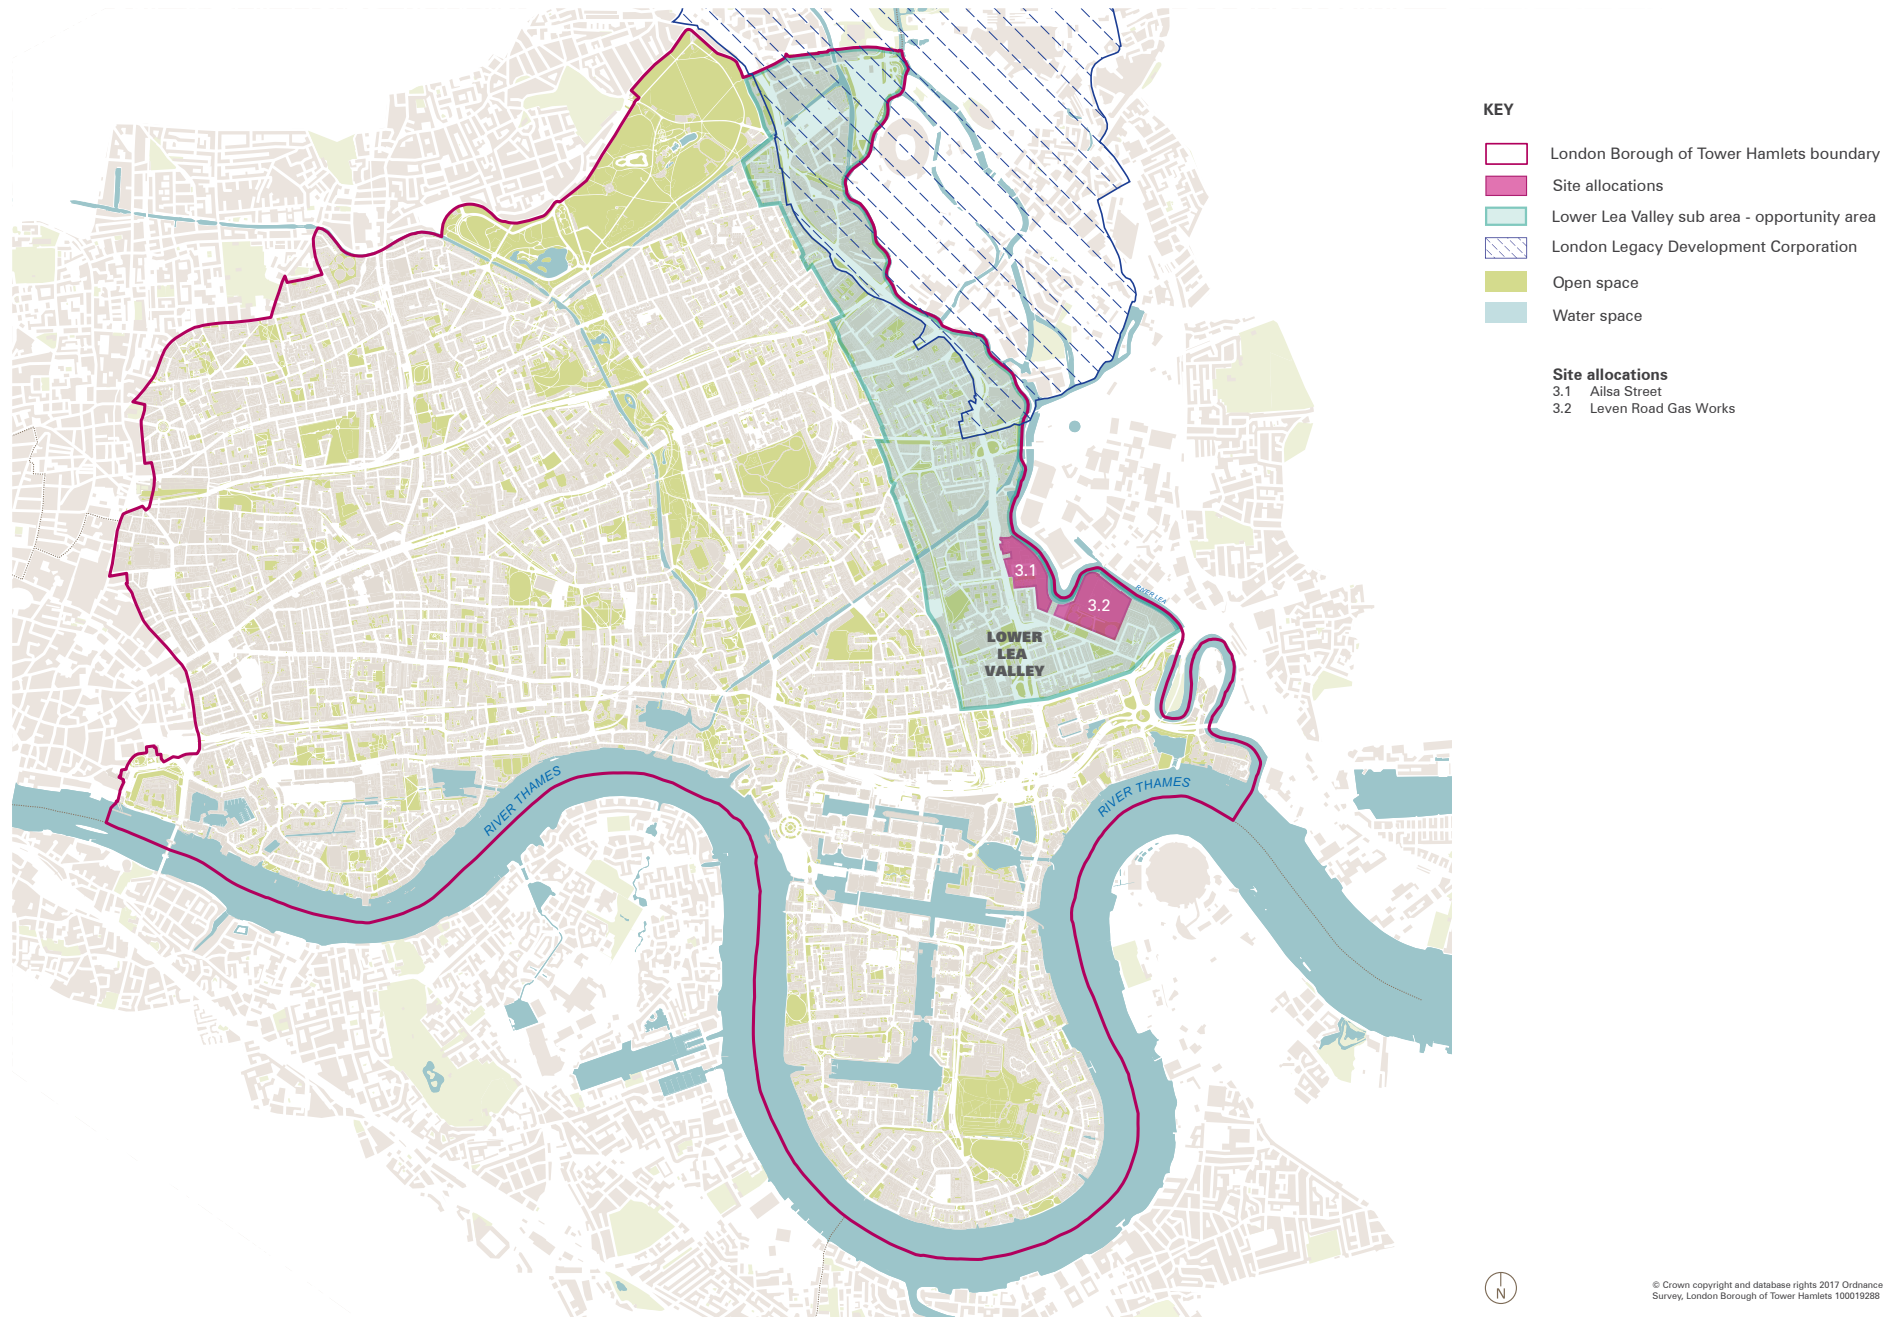 KEY
London Borough of Tower Hamlets boundary
Site allocations
Lower Lea Valley sub area - opportunity area
London Legacy Development Corporation
Open space
Water space
Site allocations
3.1 Ailsa Street
3.2 Leven Road Gas Works
3.1
3.2
RIVER LEA
LOWER
LEA
VALLEY
RIVER THAMES
RIVER THAMES
N
© Crown copyright and database rights 2017 Ordnance
Survey, London Borough of Tower Hamlets 100019288